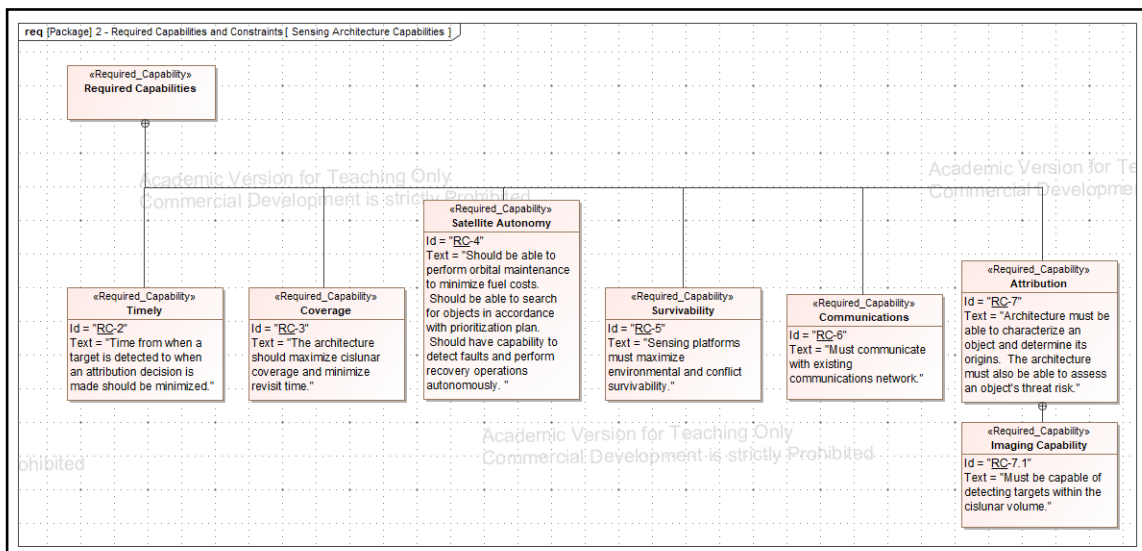 req [Package] 2 - Required Capabilities and Constraints [ Sensing Architecture Capabilities ]
«Required_Capability»
Required Capabilities
Academic Version for Teaching Only
Commercial Development is strictly Prohibited
Academic Version for Te
Commercial Developme
«Required_Capability»
Timely
Id = "RC-2"
Text = "Time from when a
target is detected to when
an attribution decision is
made should be minimized."
«Required_Capability»
Coverage
Id = "RC-3"
Text = "The architecture
should maximize cislunar
coverage and minimize
revisit time."
«Required_Capability»
Satellite Autonomy
Id = "RC-4"
Text = "Should be able to
perform orbital maintenance
to minimize fuel costs.
Should be able to search
for objects in accordance
with prioritization plan.
Should have capability to
detect faults and perform
recovery operations
autonomously. "
«Required_Capability»
Survivability
Id = "RC-5"
Text = "Sensing platforms
must maximize
environmental and conflict
survivability."
«Required_Capability»
Communications
Id = "RC-6"
Text = "Must communicate
with existing
communications network."
«Required_Capability»
Attribution
Id = "RC-7"
Text = "Architecture must be
able to characterize an
object and determine its
origins.  The architecture
must also be able to assess
an object's threat risk."
«Required_Capability»
Imaging Capability
Id = "RC-7.1"
Text = "Must be capable of
detecting targets within the
cislunar volume."
ohibited
Academic Version for Teaching Only
Commercial Development is strictly Prohibited